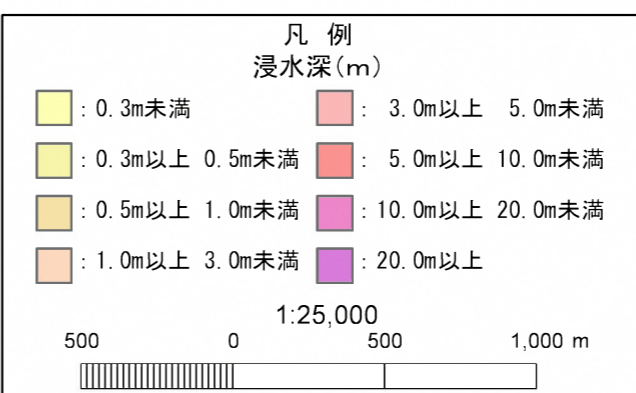 凡 例
浸水深(m)
: 0.3m未満
: 0.3m以上 0.5m未満
: 0.5m以上 1.0m未満
: 1.0m以上 3.0m未満
: 3.0m以上 5.0m未満
: 5.0m以上 10.0m未満
: 10.0m以上 20.0m未満
: 20.0m以上
1:25,000
500 0 500 1,000 m